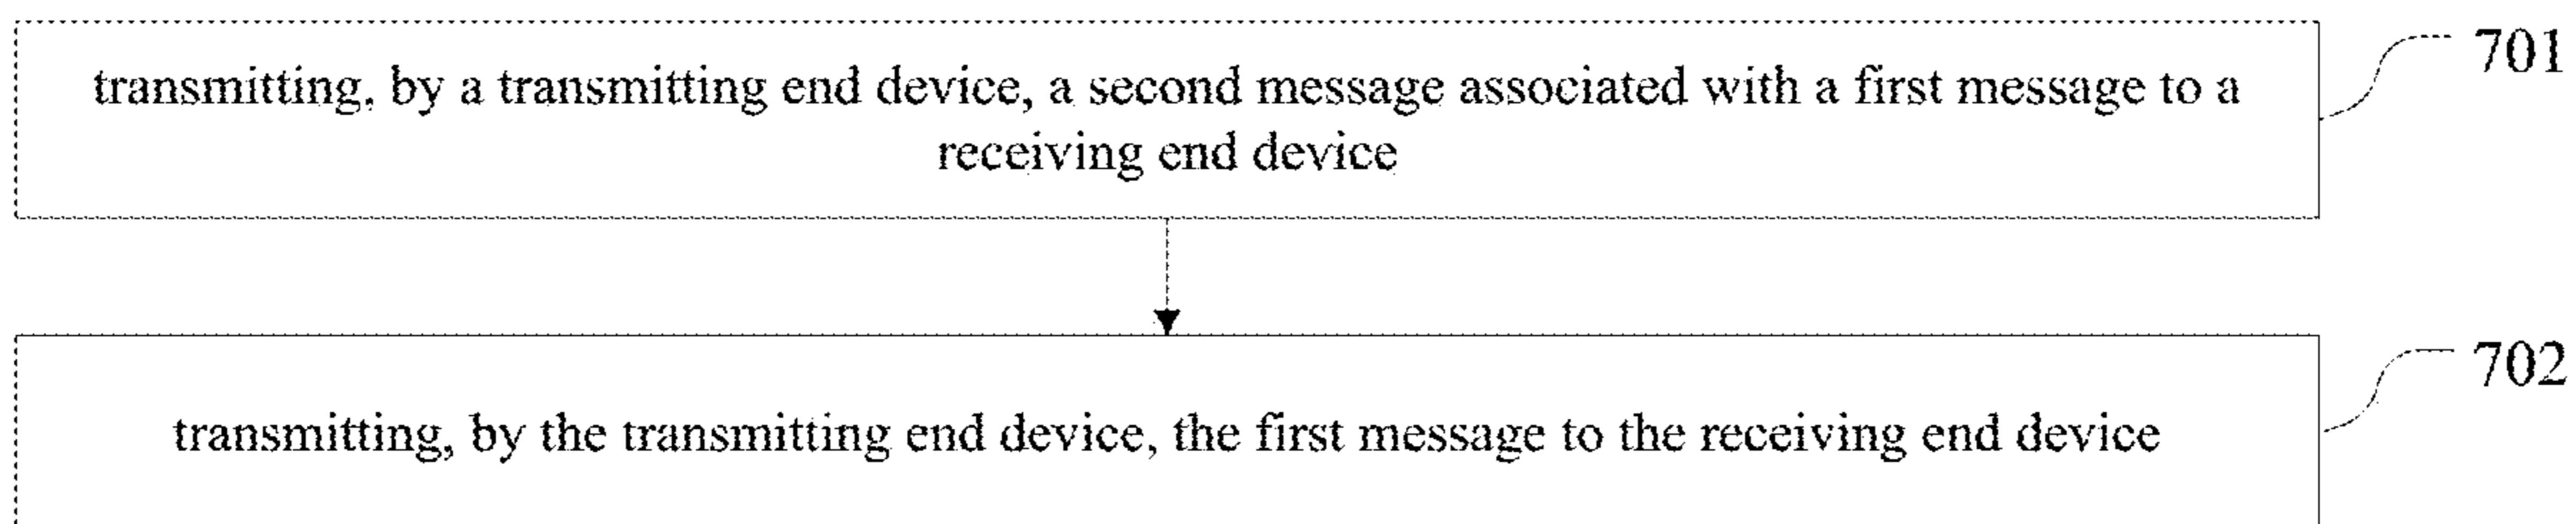 transmitting, by a transmitting end device, a second message associated with a first message to a
receiving end device
701
transmitting, by the transmitting end device, the first message to the receiving end device
702